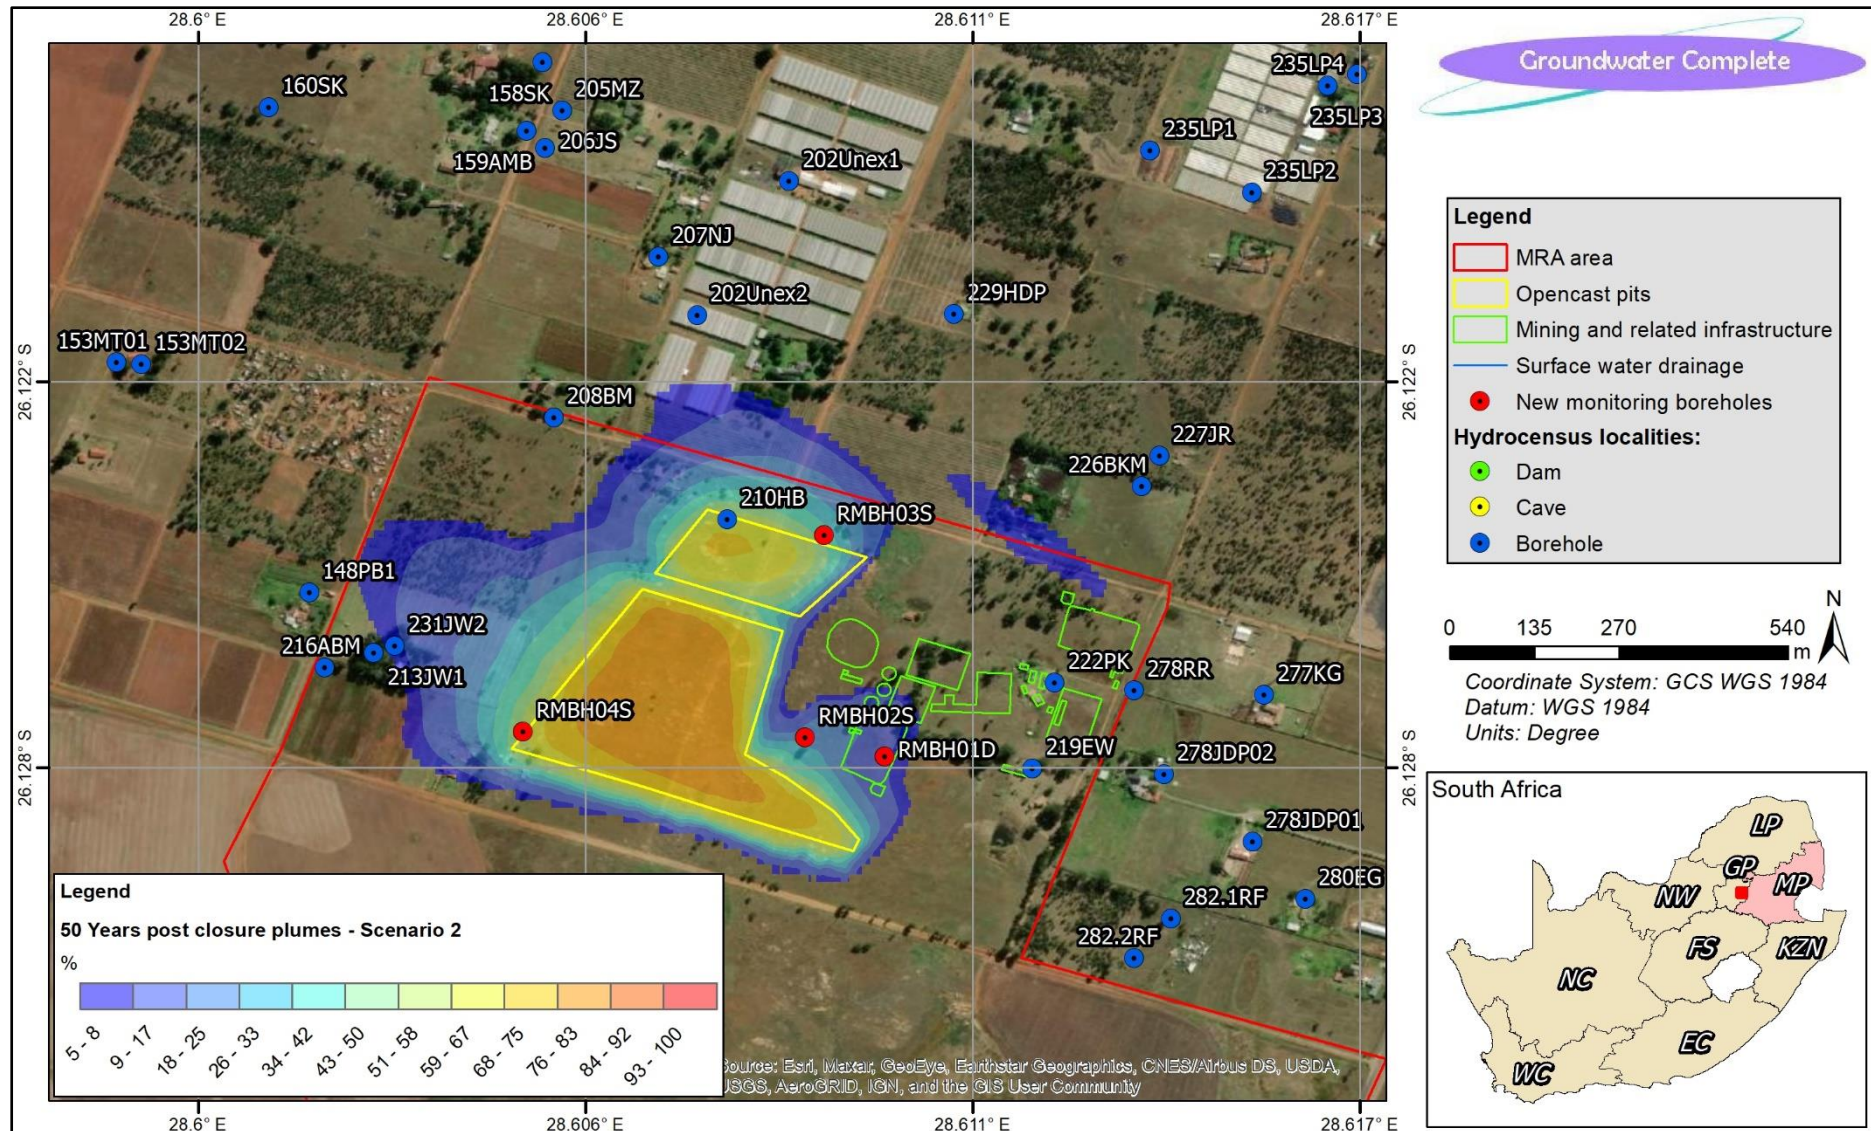 28.6° E
28.606° E
28.611° E
28.617° E
Groundwater Complete
160SK
158SK
205MZ
159AMB
206JS
202Unex1
235LP4
235LP3
235LP1
235LP2
207NJ
202Unex2
229HDP
153MT01
153MT02
26.122° S
26.122° S
208BM
227JR
226BKM
210HB
RMBH03S
148PB1
231JW2
216ABM
213JW1
222PK
278RR
277KG
RMBH04S
RMBH02S
RMBH01D
219EW
278JDP02
26.128° S
26.128° S
278JDP01
280EG
282.1RF
282.2RF
Legend
MRA area
Opencast pits
Mining and related infrastructure
Surface water drainage
New monitoring boreholes
Hydrocensus localities:
Dam
Cave
Borehole
N
0 135 270 540
m
Coordinate System: GCS WGS 1984
Datum: WGS 1984
Units: Degree
South Africa
LP
GP
MP
NW
FS
KZN
NC
EC
WC
Legend
50 Years post closure plumes - Scenario 2
%
5 - 8
9 - 17
18 - 25
26 - 33
34 - 42
43 - 50
51 - 58
59 - 67
68 - 75
76 - 83
84 - 92
93 - 100
Source: Esri, Maxar, GeoEye, Earthstar Geographics, CNES/Airbus DS, USDA,
USGS, AeroGRID, IGN, and the GIS User Community
28.6° E
28.606° E
28.611° E
28.617° E